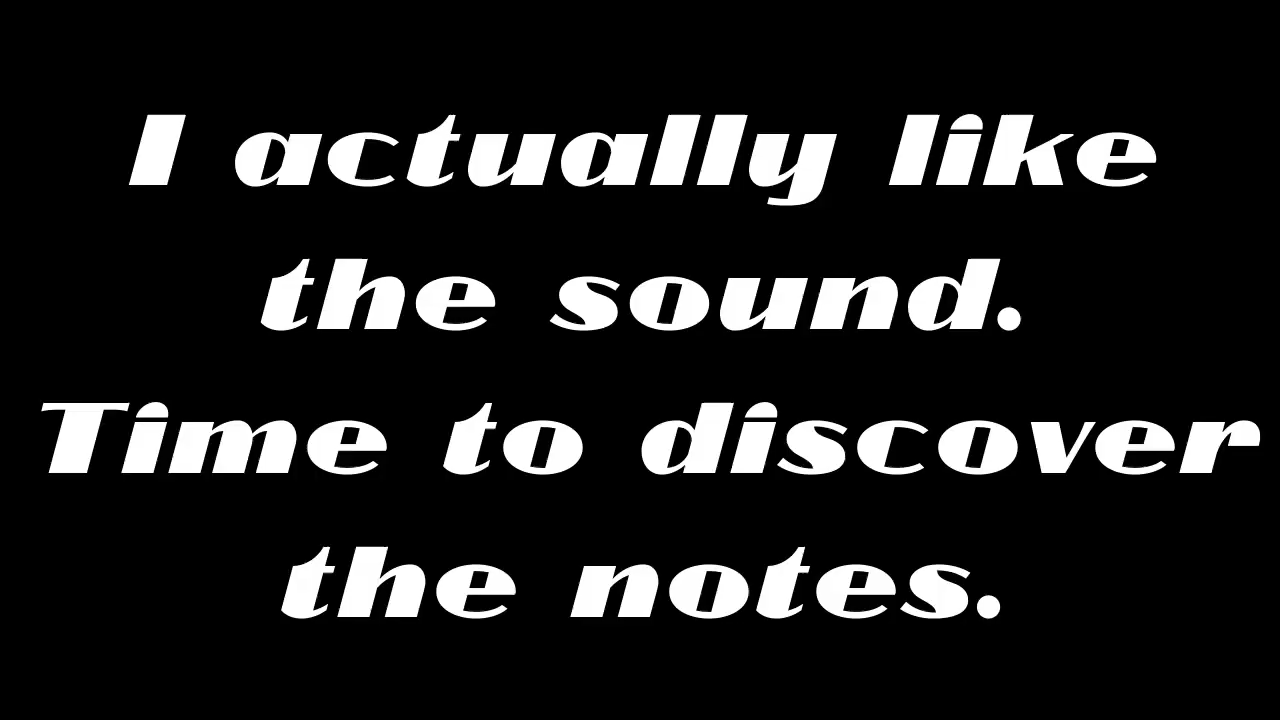 I actually like
the sound.
Time to discover
the notes.